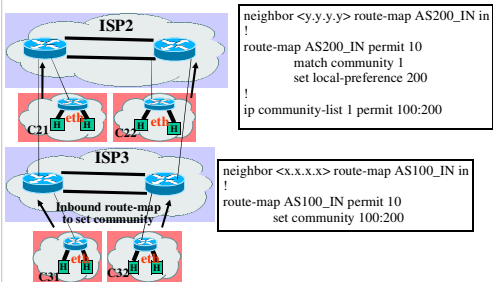 ISP2
neighbor <y.y.y.y> route-map AS200_IN in
!
route-map AS200_IN permit 10
match community 1
set local-preference 200
!
ip community-list 1 permit 100:200
eth
H H
C21
eth
H H
C22
ISP3
neighbor <x.x.x.x> route-map AS100_IN in
!
route-map AS100_IN permit 10
set community 100:200
Inbound route-map
to set community
eth
H H
C31
eth
H H
C32